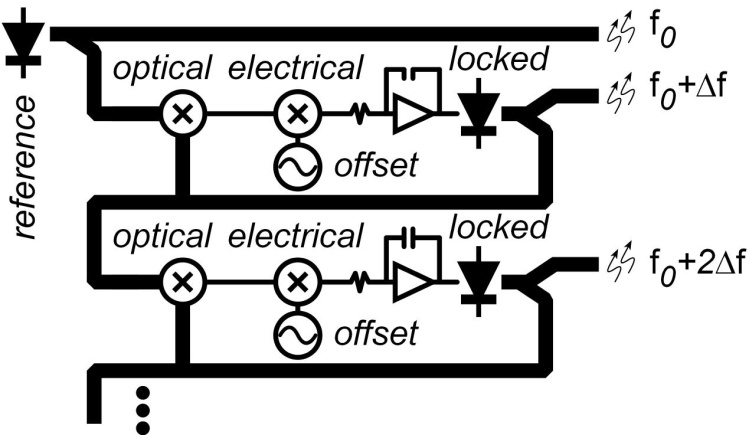 f0
optical electrical locked
f0+Δf
reference
offset
optical electrical locked
f0+2Δf
offset